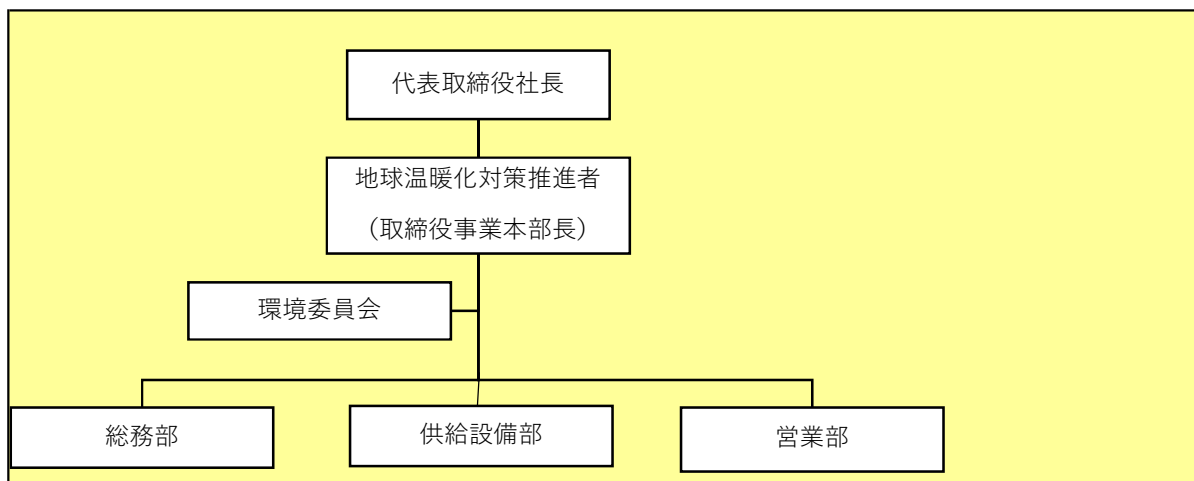 代表取締役社長
地球温暖化対策推進者
（取締役事業本部長）
環境委員会
総務部
供給設備部
営業部